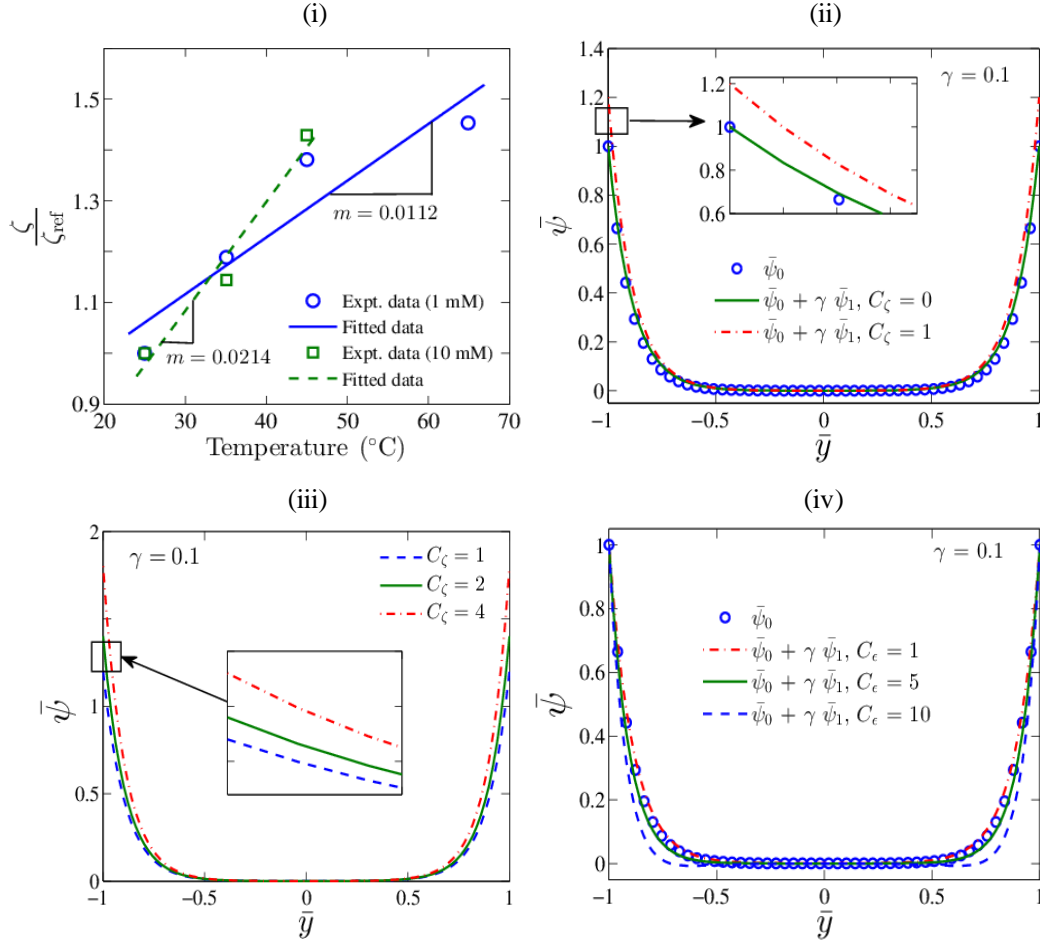 (i)
1.5
1.3
1.1
0.9
ζ/ζref
m = 0.0112
m = 0.0214
Expt. data (1 mM)
Fitted data
Expt. data (10 mM)
Fitted data
20 30 40 50 60 70
Temperature (°C)
(ii)
1.4
1.2
1
0.8
0.6
0.4
0.2
0
ψ̄
γ = 0.1
1.2
1
0.8
0.6
ψ̄₀
ψ̄₀ + γ ψ̄₁, Cζ = 0
ψ̄₀ + γ ψ̄₁, Cζ = 1
−1 −0.5 0 0.5 1
ȳ
(iii)
2
1
0.5
0
ψ̄
γ = 0.1
Cζ = 1
Cζ = 2
Cζ = 4
−1 −0.5 0 0.5 1
ȳ
(iv)
1
0.8
0.6
0.4
0.2
0
ψ̄
γ = 0.1
ψ̄₀
ψ̄₀ + γ ψ̄₁, Cϵ = 1
ψ̄₀ + γ ψ̄₁, Cϵ = 5
ψ̄₀ + γ ψ̄₁, Cϵ = 10
−1 −0.5 0 0.5 1
ȳ